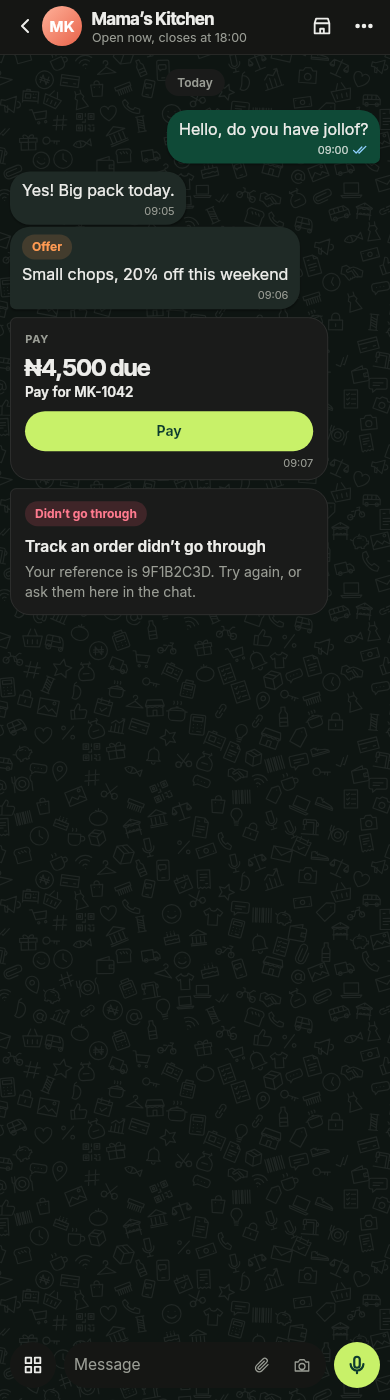 MK
Mama’s Kitchen
Open now, closes at 18:00
Today
Hello, do you have jollof?
09:00
Yes! Big pack today.
09:05
Offer
Small chops, 20% off this weekend
09:06
PAY
₦4,500 due
Pay for MK-1042
Pay
09:07
Didn’t go through
Track an order didn’t go through
Your reference is 9F1B2C3D. Try again, or
ask them here in the chat.
Message